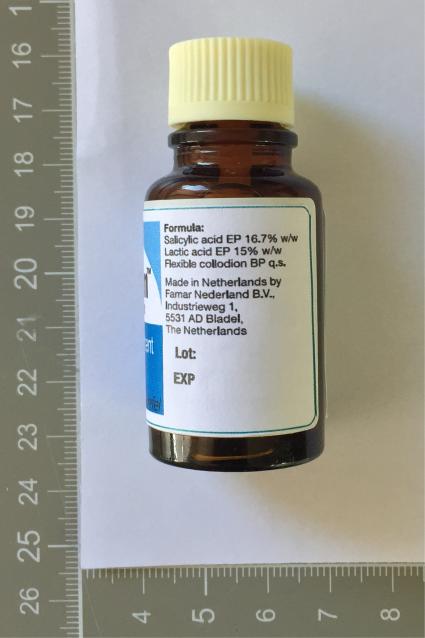 Formula:
Salicylic acid EP 16.7% w/w
Lactic acid EP 15% w/w
Flexible collodion BP q.s.
Made in Netherlands by
Famar Nederland B.V.,
Industrieweg 1,
5531 AD Bladel,
The Netherlands
Lot:
EXP
16
17
18
19
20
21
22
23
24
25
26
4
5
6
7
8